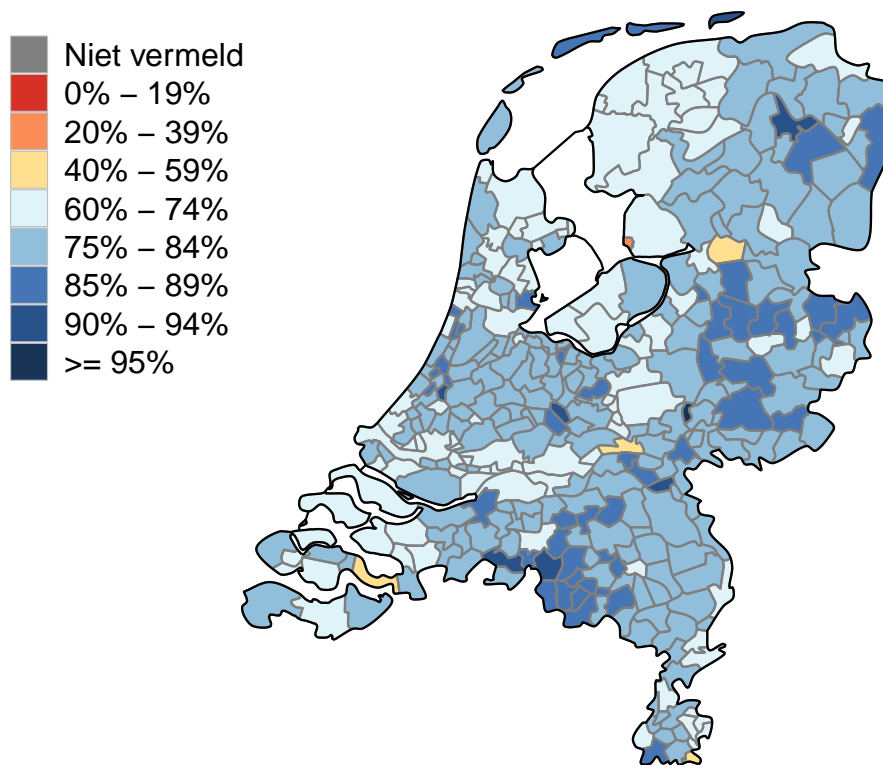 Niet vermeld
0% – 19%
20% – 39%
40% – 59%
60% – 74%
75% – 84%
85% – 89%
90% – 94%
>= 95%